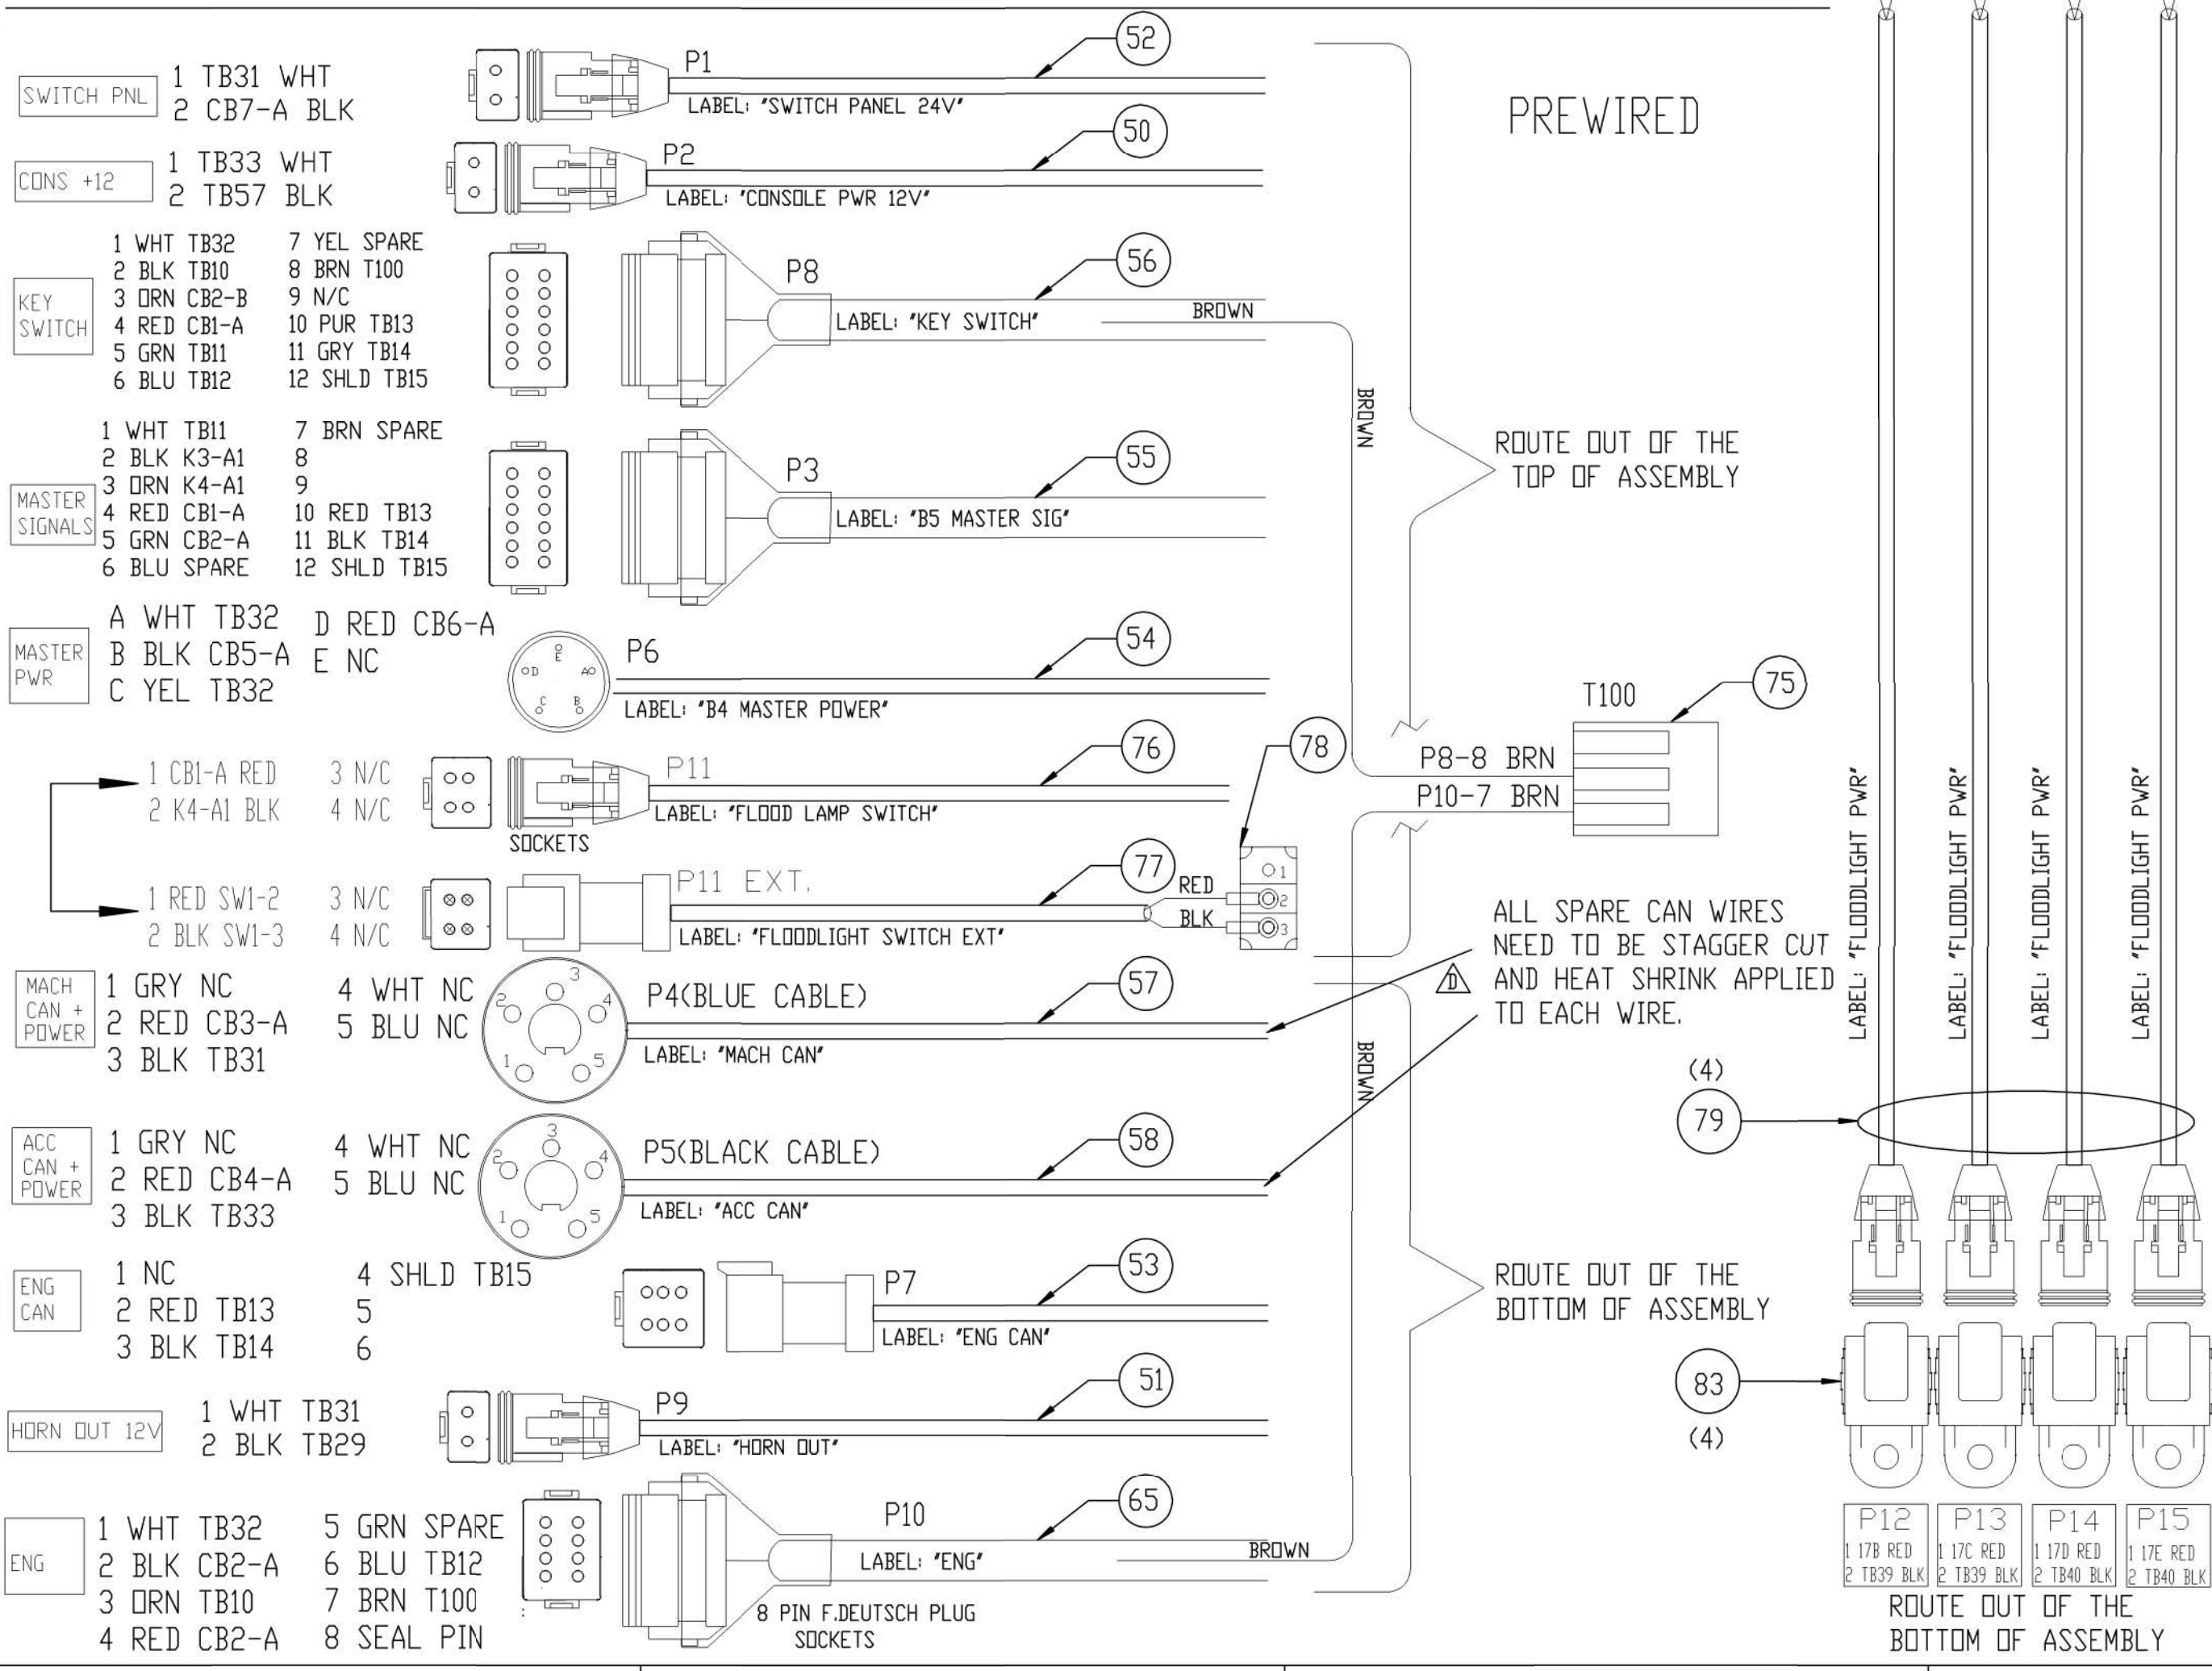 SWITCH PNL
1 TB31 WHT
2 CB7-A BLK
P1
LABEL: "SWITCH PANEL 24V"
52
PREWIRED
CONS +12
1 TB33 WHT
2 TB57 BLK
P2
LABEL: "CONSOLE PWR 12V"
50
KEY
SWITCH
1 WHT TB32
2 BLK TB10
3 ORN CB2-B
4 RED CB1-A
5 GRN TB11
6 BLU TB12
7 YEL SPARE
8 BRN T100
9 N/C
10 PUR TB13
11 GRY TB14
12 SHLD TB15
P8
LABEL: "KEY SWITCH"
56
BROWN
BROWN
ROUTE OUT OF THE
TOP OF ASSEMBLY
MASTER
SIGNALS
1 WHT TB11
2 BLK K3-A1
3 ORN K4-A1
4 RED CB1-A
5 GRN CB2-A
6 BLU SPARE
7 BRN SPARE
8
9
10 RED TB13
11 BLK TB14
12 SHLD TB15
P3
LABEL: "B5 MASTER SIG"
55
MASTER
PWR
A WHT TB32
B BLK CB5-A
C YEL TB32
D RED CB6-A
E NC
E
D
A
C
B
P6
LABEL: "B4 MASTER POWER"
54
T100
75
P8-8 BRN
P10-7 BRN
1 CB1-A RED
2 K4-A1 BLK
3 N/C
4 N/C
SOCKETS
P11
LABEL: "FLOOD LAMP SWITCH"
76
78
1
2
3
1 RED SW1-2
2 BLK SW1-3
3 N/C
4 N/C
P11 EXT.
LABEL: "FLOODLIGHT SWITCH EXT"
77
RED
BLK
ALL SPARE CAN WIRES
NEED TO BE STAGGER CUT
D
AND HEAT SHRINK APPLIED
TO EACH WIRE.
MACH
CAN +
POWER
1 GRY NC
2 RED CB3-A
3 BLK TB31
4 WHT NC
5 BLU NC
3
2
4
1
5
P4(BLUE CABLE)
LABEL: "MACH CAN"
57
BROWN
ACC
CAN +
POWER
1 GRY NC
2 RED CB4-A
3 BLK TB33
4 WHT NC
5 BLU NC
3
2
4
1
5
P5(BLACK CABLE)
LABEL: "ACC CAN"
58
ENG
CAN
1 NC
2 RED TB13
3 BLK TB14
4 SHLD TB15
5
6
P7
LABEL: "ENG CAN"
53
ROUTE OUT OF THE
BOTTOM OF ASSEMBLY
HORN OUT 12V
1 WHT TB31
2 BLK TB29
P9
LABEL: "HORN OUT"
51
ENG
1 WHT TB32
2 BLK CB2-A
3 ORN TB10
4 RED CB2-A
5 GRN SPARE
6 BLU TB12
7 BRN T100
8 SEAL PIN
P10
LABEL: "ENG"
65
BROWN
8 PIN F.DEUTSCH PLUG
SOCKETS
LABEL: "FLOODLIGHT PWR"
LABEL: "FLOODLIGHT PWR"
LABEL: "FLOODLIGHT PWR"
LABEL: "FLOODLIGHT PWR"
(4)
79
83
(4)
P12
1 17B RED
2 TB39 BLK
P13
1 17C RED
2 TB39 BLK
P14
1 17D RED
2 TB40 BLK
P15
1 17E RED
2 TB40 BLK
ROUTE OUT OF THE
BOTTOM OF ASSEMBLY